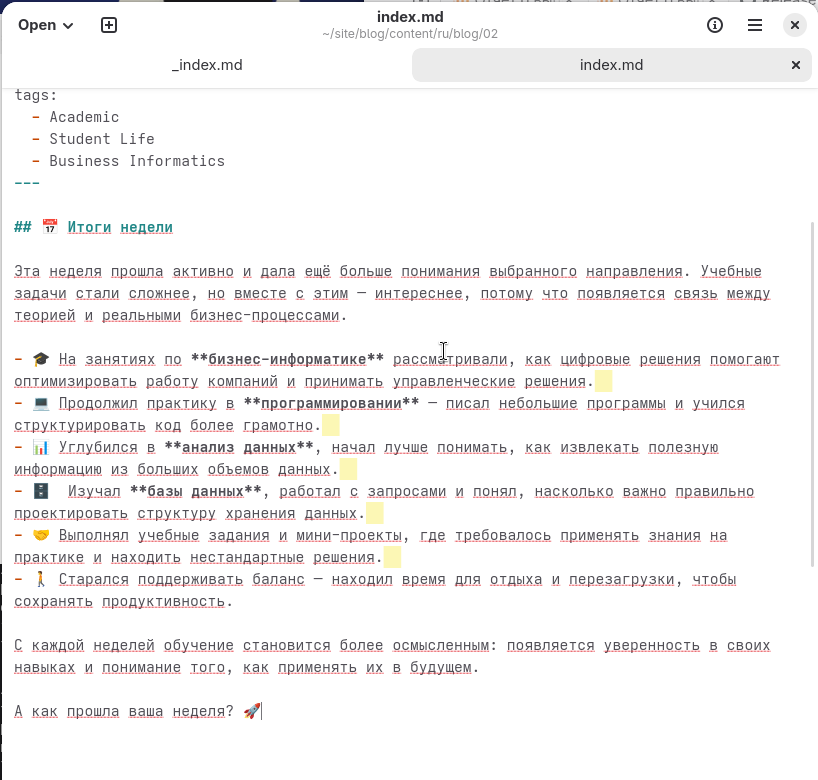 Open
index.md
~/site/blog/content/ru/blog/02
_index.md
index.md
tags:
- Academic
- Student Life
- Business Informatics
---
## 📅 Итоги недели
Эта неделя прошла активно и дала ещё больше понимания выбранного направления. Учебные
задачи стали сложнее, но вместе с этим — интереснее, потому что появляется связь между
теорией и реальными бизнес-процессами.
- 🎓 На занятиях по **бизнес-информатике** рассматривали, как цифровые решения помогают
оптимизировать работу компаний и принимать управленческие решения.
- 💻 Продолжил практику в **программировании** — писал небольшие программы и учился
структурировать код более грамотно.
- 📊 Углубился в **анализ данных**, начал лучше понимать, как извлекать полезную
информацию из больших объемов данных.
- 🗄️ Изучал **базы данных**, работал с запросами и понял, насколько важно правильно
проектировать структуру хранения данных.
- 🤝 Выполнял учебные задания и мини-проекты, где требовалось применять знания на
практике и находить нестандартные решения.
- 🚶 Старался поддерживать баланс — находил время для отдыха и перезагрузки, чтобы
сохранять продуктивность.
С каждой неделей обучение становится более осмысленным: появляется уверенность в своих
навыках и понимание того, как применять их в будущем.
А как прошла ваша неделя? 🚀